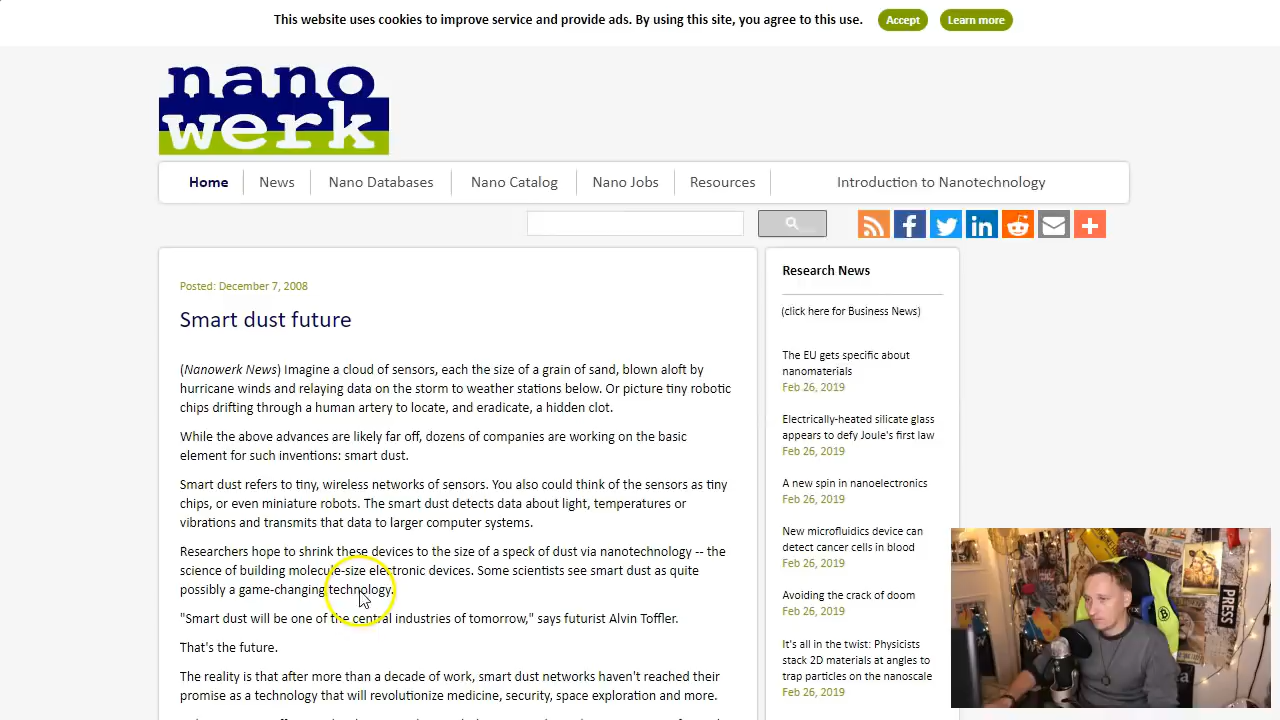 This website uses cookies to improve service and provide ads. By using this site, you agree to this use.
Accept
Learn more
nano
werk
Home
News
Nano Databases
Nano Catalog
Nano Jobs
Resources
Introduction to Nanotechnology
Posted: December 7, 2008
Smart dust future
(Nanowerk News) Imagine a cloud of sensors, each the size of a grain of sand, blown aloft by
hurricane winds and relaying data on the storm to weather stations below. Or picture tiny robotic
chips drifting through a human artery to locate, and eradicate, a hidden clot.
While the above advances are likely far off, dozens of companies are working on the basic
element for such inventions: smart dust.
Smart dust refers to tiny, wireless networks of sensors. You also could think of the sensors as tiny
chips, or even miniature robots. The smart dust detects data about light, temperatures or
vibrations and transmits that data to larger computer systems.
Researchers hope to shrink these devices to the size of a speck of dust via nanotechnology -- the
science of building molecule-size electronic devices. Some scientists see smart dust as quite
possibly a game-changing technology.
"Smart dust will be one of the central industries of tomorrow," says futurist Alvin Toffler.
That's the future.
The reality is that after more than a decade of work, smart dust networks haven't reached their
promise as a technology that will revolutionize medicine, security, space exploration and more.
Research News
(click here for Business News)
The EU gets specific about
nanomaterials
Feb 26, 2019
Electrically-heated silicate glass
appears to defy Joule's first law
Feb 26, 2019
A new spin in nanoelectronics
Feb 26, 2019
New microfluidics device can
detect cancer cells in blood
Feb 26, 2019
Avoiding the crack of doom
Feb 26, 2019
It's all in the twist: Physicists
stack 2D materials at angles to
trap particles on the nanoscale
Feb 26, 2019
PRESS